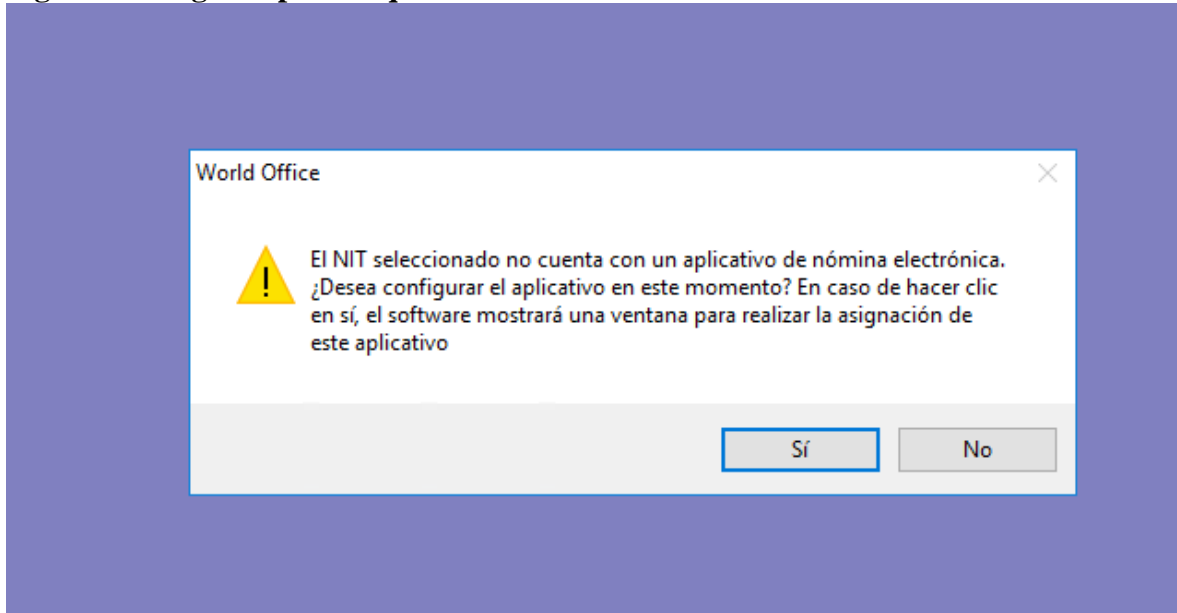 World Office
El NIT seleccionado no cuenta con un aplicativo de nómina electrónica.
¿Desea configurar el aplicativo en este momento? En caso de hacer clic
en sí, el software mostrará una ventana para realizar la asignación de
este aplicativo
Sí
No